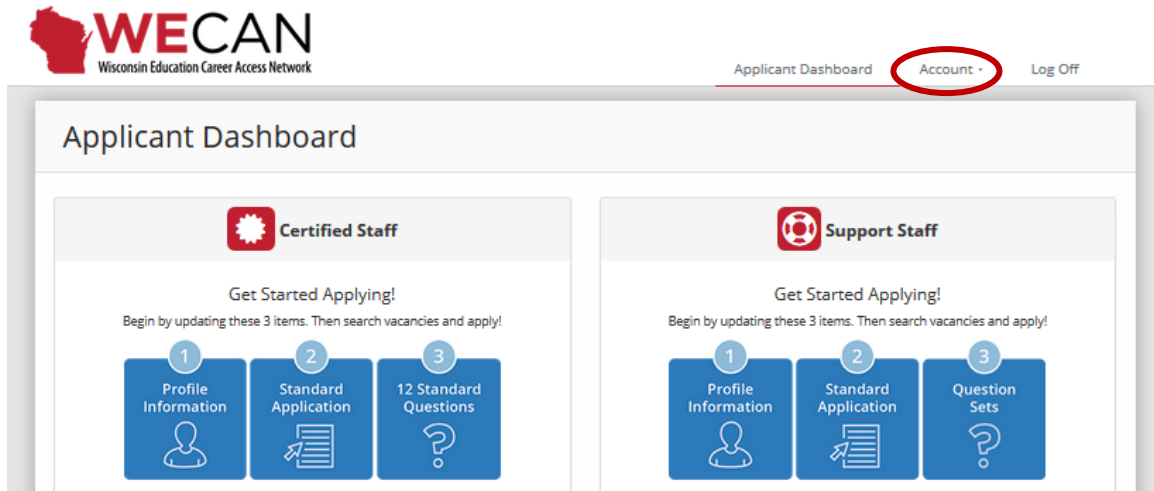 WECAN
Wisconsin Education Career Access Network
Applicant Dashboard Account Log Off
Applicant Dashboard
Certified Staff
Get Started Applying!
Begin by updating these 3 items. Then search vacancies and apply!
1 2 3
Profile Information
Standard Application
12 Standard Questions
Support Staff
Get Started Applying!
Begin by updating these 3 items. Then search vacancies and apply!
1 2 3
Profile Information
Standard Application
Question Sets